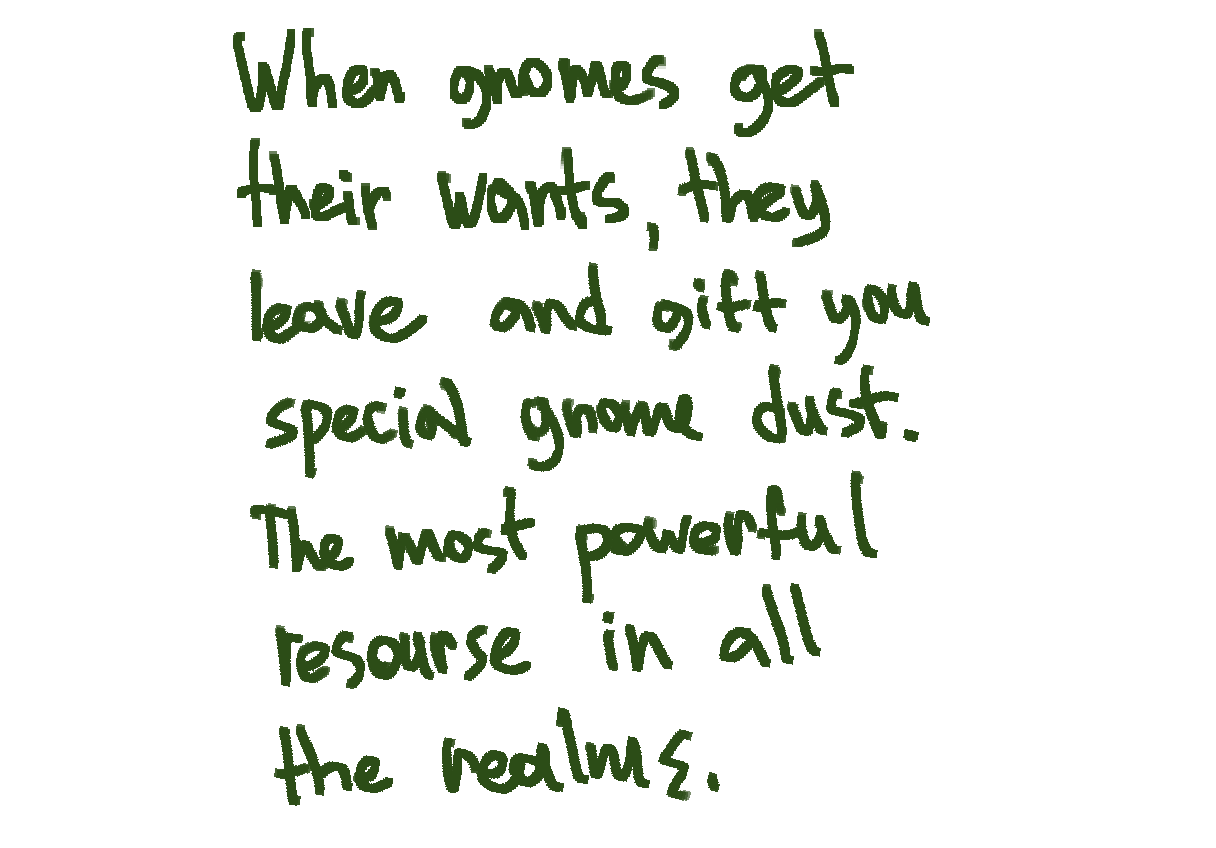 When gnomes get
their wants, they
leave and gift you
special gnome dust.
The most powerful
resourse in all
the realms.